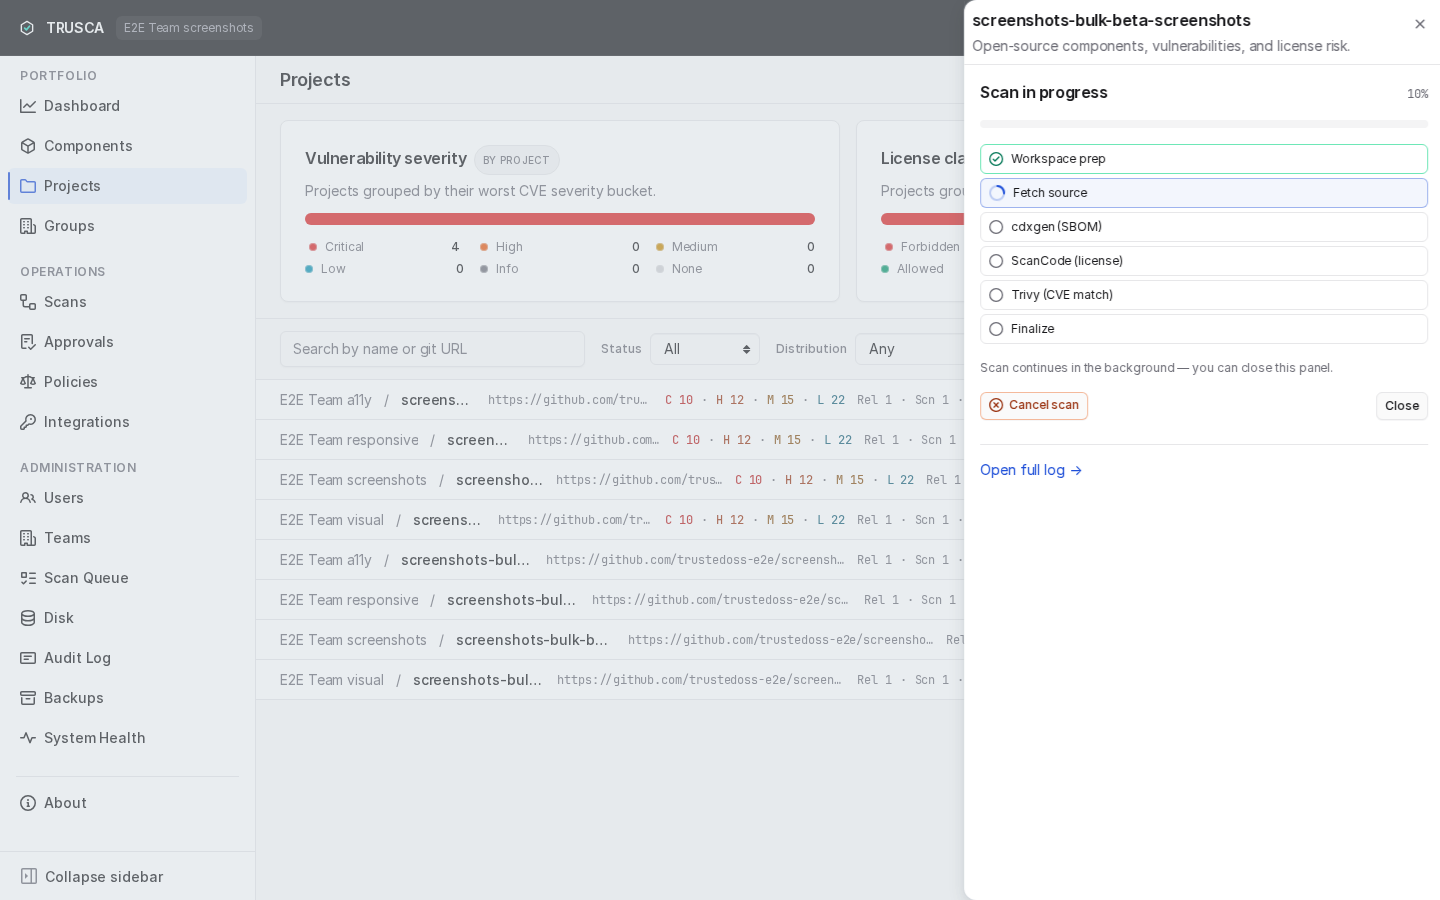 TRUSCA E2E Team screenshots
PORTFOLIO
Dashboard
Components
Projects
Groups
OPERATIONS
Scans
Approvals
Policies
Integrations
ADMINISTRATION
Users
Teams
Scan Queue
Disk
Audit Log
Backups
System Health
About
Collapse sidebar
Projects
Vulnerability severity BY PROJECT
Projects grouped by their worst CVE severity bucket.
Critical 4 High 0 Medium 0
Low 0 Info 0 None 0
License cla
Projects grou
Forbidden
Allowed
Search by name or git URL Status All Distribution Any
E2E Team a11y / screens… https://github.com/tru… C 10 · H 12 · M 15 · L 22 Rel 1 · Scn 1 ·
E2E Team responsive / screen… https://github.com… C 10 · H 12 · M 15 · L 22 Rel 1 · Scn 1
E2E Team screenshots / screensho… https://github.com/trus… C 10 · H 12 · M 15 · L 22 Rel 1
E2E Team visual / screens… https://github.com/tr… C 10 · H 12 · M 15 · L 22 Rel 1 · Scn 1 ·
E2E Team a11y / screenshots-bul… https://github.com/trustedoss-e2e/screensh… Rel 1 · Scn 1 ·
E2E Team responsive / screenshots-bul… https://github.com/trustedoss-e2e/sc… Rel 1 · Scn 1
E2E Team screenshots / screenshots-bulk-b… https://github.com/trustedoss-e2e/screensho… Rel
E2E Team visual / screenshots-bul… https://github.com/trustedoss-e2e/screen… Rel 1 · Scn 1 ·
screenshots-bulk-beta-screenshots
Open-source components, vulnerabilities, and license risk.
Scan in progress 10%
Workspace prep
Fetch source
cdxgen (SBOM)
ScanCode (license)
Trivy (CVE match)
Finalize
Scan continues in the background — you can close this panel.
Cancel scan Close
Open full log →